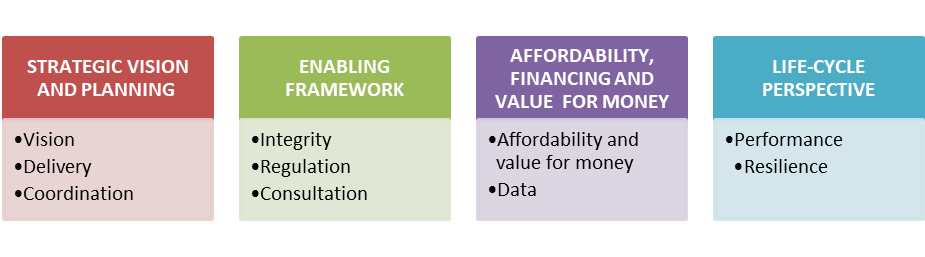 STRATEGIC VISION
AND PLANNING
•Vision
•Delivery
•Coordination
ENABLING
FRAMEWORK
•Integrity
•Regulation
•Consultation
AFFORDABILITY,
FINANCING AND
VALUE FOR MONEY
•Affordability and
value for money
•Data
LIFE-CYCLE
PERSPECTIVE
•Performance
•Resilience